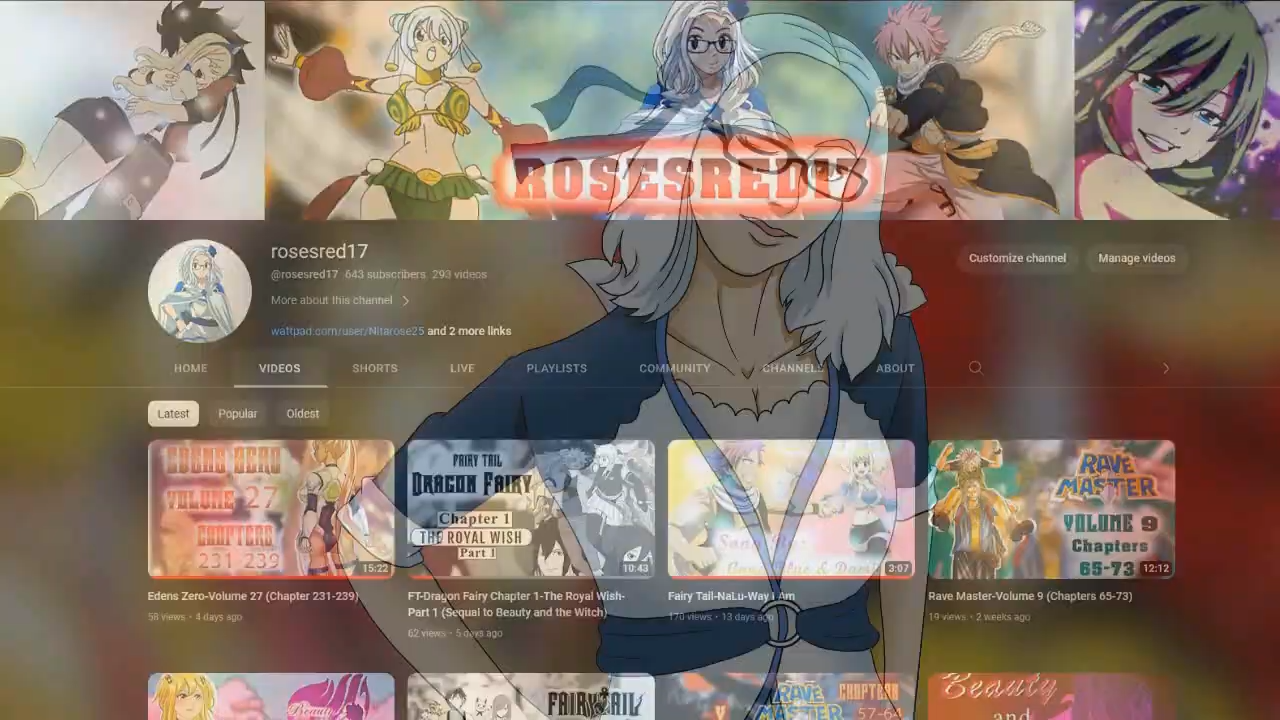 ROSESRED17
rosesred17
@rosesred17 643 subscribers 293 videos
More about this channel
wattpad.com/user/Nitarose25 and 2 more links
Customize channel
Manage videos
HOME VIDEOS SHORTS LIVE PLAYLISTS COMMUNITY CHANNELS ABOUT
Latest Popular Oldest
EDENS ZERO
VOLUME 27
CHAPTERS
231 239
15:22
FAIRY TAIL
DRAGON FAIRY
Chapter 1
THE ROYAL WISH
Part 1
10:43
3:07
RAVE
MASTER
VOLUME 9
Chapters
65-73
12:12
Edens Zero-Volume 27 (Chapter 231-239)
58 views • 4 days ago
FT-Dragon Fairy Chapter 1-The Royal Wish-
Part 1 (Sequal to Beauty and the Witch)
62 views • 5 days ago
Fairy Tail-NaLu-Way I Am
170 views • 13 days ago
Rave Master-Volume 9 (Chapters 65-73)
19 views • 2 weeks ago
Beauty
FAIRY TAIL
RAVE
MASTER
CHAPTERS
57-64
Beauty
and